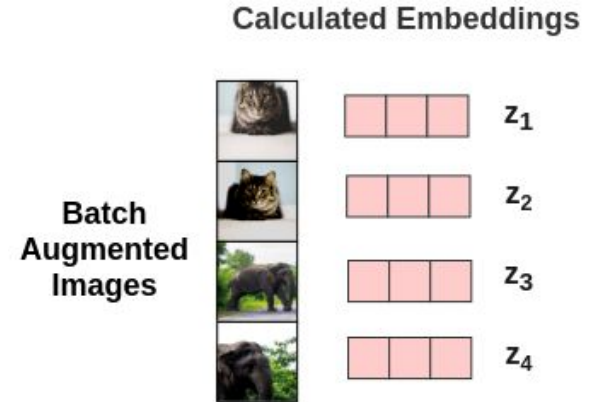 Calculated Embeddings
z1
z2
Batch
Augmented
Images
z3
z4